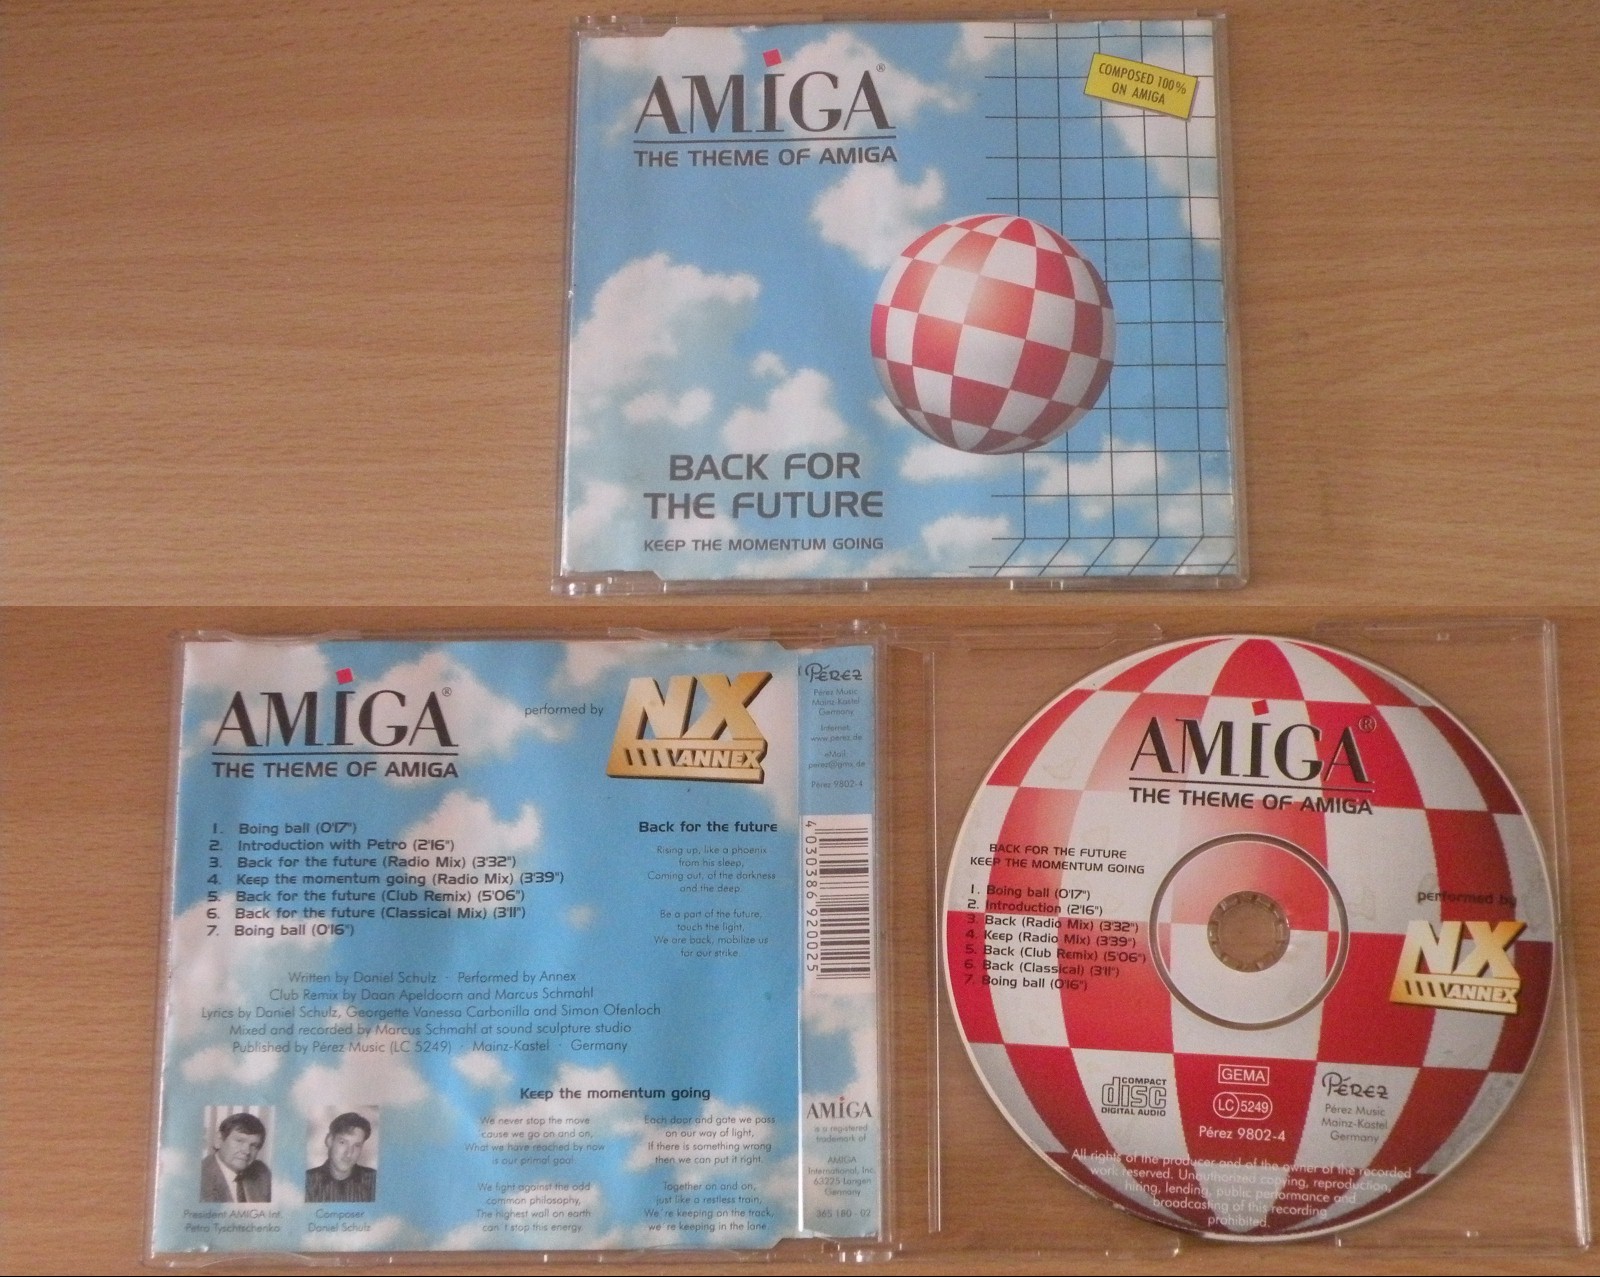 AMIGA®
THE THEME OF AMIGA
COMPOSED 100%
ON AMIGA
BACK FOR
THE FUTURE
KEEP THE MOMENTUM GOING
AMIGA®
THE THEME OF AMIGA
performed by
NX
ANNEX
1. Boing ball (0'17")
2. Introduction with Petro (2'16")
3. Back for the future (Radio Mix) (3'32")
4. Keep the momentum going (Radio Mix) (3'39")
5. Back for the future (Club Remix) (5'06")
6. Back for the future (Classical Mix) (3'11")
7. Boing ball (0'16")
Written by Daniel Schulz · Performed by Annex
Club Remix by Daan Apeldoorn and Marcus Schmahl
Lyrics by Daniel Schulz, Georgette Vanessa Carbonilla and Simon Ofenloch
Mixed and recorded by Marcus Schmahl at sound sculpture studio
Published by Pérez Music (LC 5249) · Mainz-Kastel · Germany
Back for the future
Rising up, like a phoenix
from his sleep,
Coming out, of the darkness
and the deep.
Be a part of the future,
touch the light,
We are back, mobilize us
for our strike.
Keep the momentum going
We never stop the move
cause we go on and on,
What we have reached by now
is our primal goal.
We fight against the odd
common philosophy,
The highest wall on earth
can't stop this energy.
Each door and gate we pass
on our way of light,
If there is something wrong
then we can put it right.
Together on and on,
just like a restless train,
We're keeping on the track,
we're keeping in the lane.
President AMIGA Int.
Petro Tyschtschenko
Composer
Daniel Schulz
PÉREZ
Pérez Music
Mainz-Kastel
Germany
Internet:
www.perez.de
eMail:
perez@gmx.de
Pérez 9802-4
4 030386 920025
AMIGA
is a registered
trademark of
AMIGA
International, Inc.
63225 Langen
Germany
365 180 - 02
AMIGA®
THE THEME OF AMIGA
BACK FOR THE FUTURE
KEEP THE MOMENTUM GOING
1. Boing ball (0'17")
2. Introduction (2'16")
3. Back (Radio Mix) (3'32")
4. Keep (Radio Mix) (3'39")
5. Back (Club Remix) (5'06")
6. Back (Classical) (3'11")
7. Boing ball (0'16")
performed by
NX
ANNEX
COMPACT
disc
DIGITAL AUDIO
GEMA
LC 5249
Pérez 9802-4
PÉREZ
Pérez Music
Mainz-Kastel
Germany
All rights of the producer and of the owner of the recorded
work reserved. Unauthorized copying, reproduction,
hiring, lending, public performance and
broadcasting of this recording
prohibited.